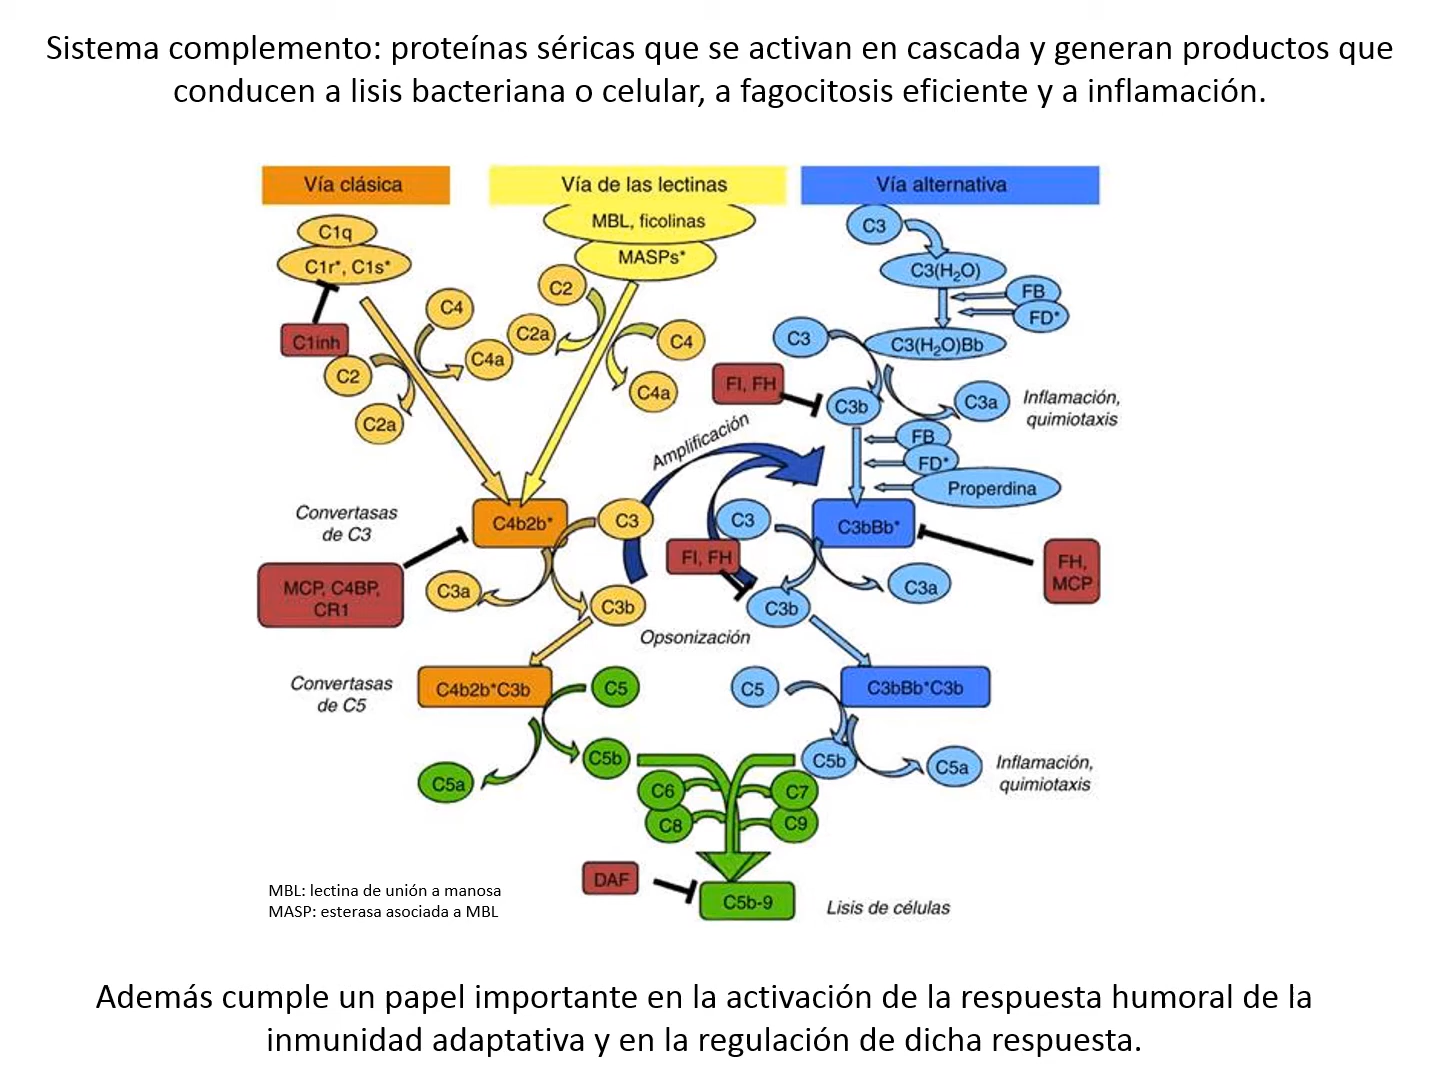 Sistema complemento: proteínas séricas que se activan en cascada y generan productos que
conducen a lisis bacteriana o celular, a fagocitosis eficiente y a inflamación.
Vía clásica
Vía de las lectinas
Vía alternativa
C1q
C1r*, C1s*
MBL, ficolinas
MASPs*
C3
C3(H₂O)
FB
FD*
C3(H₂O)Bb
C1inh
C4
C2
C4a
C2a
C2
C2a
C4
C4a
C3
FI, FH
C3b
C3a
Inflamación,
quimiotaxis
FB
FD*
Properdina
Amplificación
Convertasas
de C3
C4b2b*
C3
C3
C3bBb*
MCP, C4BP,
CR1
C3a
C3b
FI, FH
C3b
C3a
FH,
MCP
Opsonización
Convertasas
de C5
C4b2b*C3b
C5
C5
C3bBb*C3b
C5a
C5b
C5b
C5a
Inflamación,
quimiotaxis
C6
C7
C8
C9
DAF
C5b-9
Lisis de células
MBL: lectina de unión a manosa
MASP: esterasa asociada a MBL
Además cumple un papel importante en la activación de la respuesta humoral de la
inmunidad adaptativa y en la regulación de dicha respuesta.